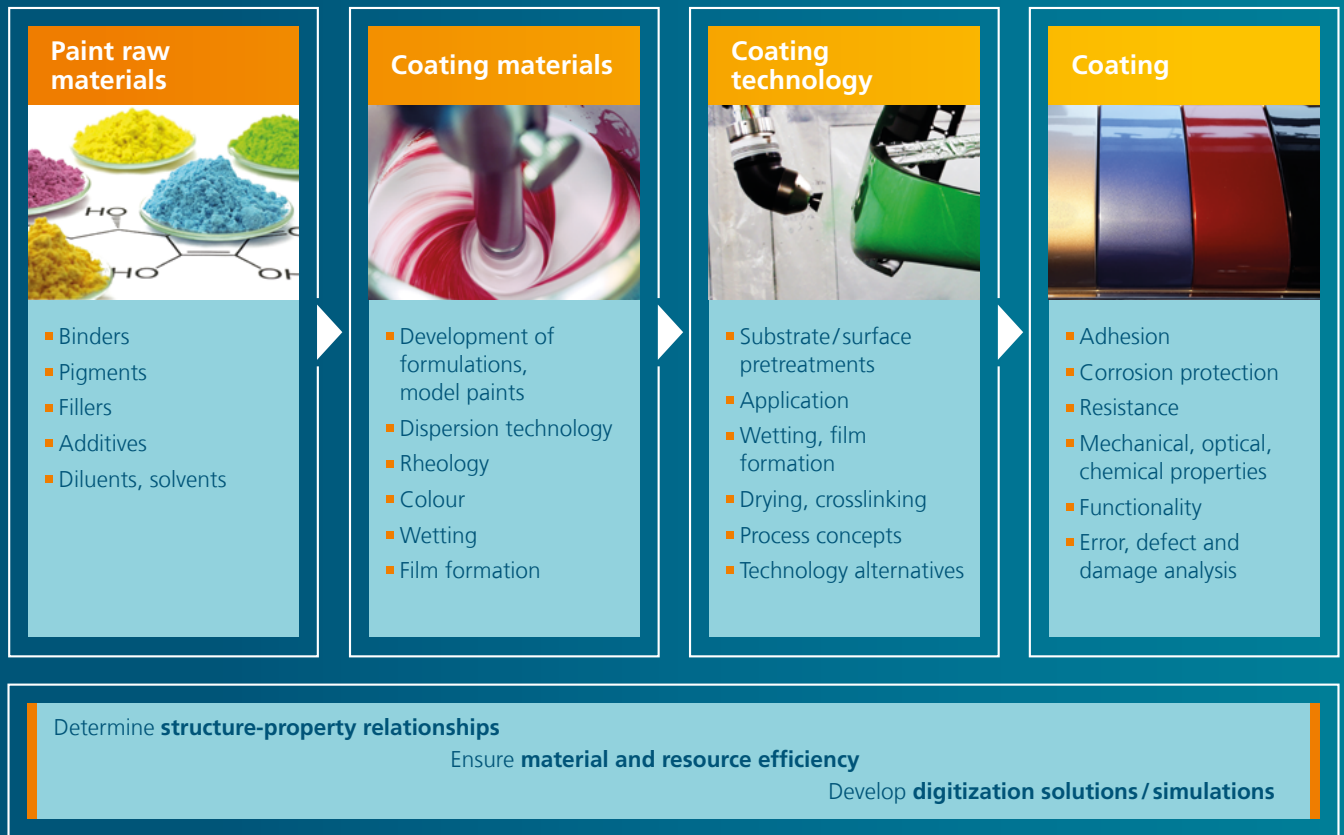 Paint raw
materials
HO
HO
OH
Binders
Pigments
Fillers
Additives
Diluents, solvents
Coating materials
Development of
formulations,
model paints
Dispersion technology
Rheology
Colour
Wetting
Film formation
Coating
technology
Substrate/surface
pretreatments
Application
Wetting, film
formation
Drying, crosslinking
Process concepts
Technology alternatives
Coating
Adhesion
Corrosion protection
Resistance
Mechanical, optical,
chemical properties
Functionality
Error, defect and
damage analysis
Determine structure-property relationships
Ensure material and resource efficiency
Develop digitization solutions/simulations